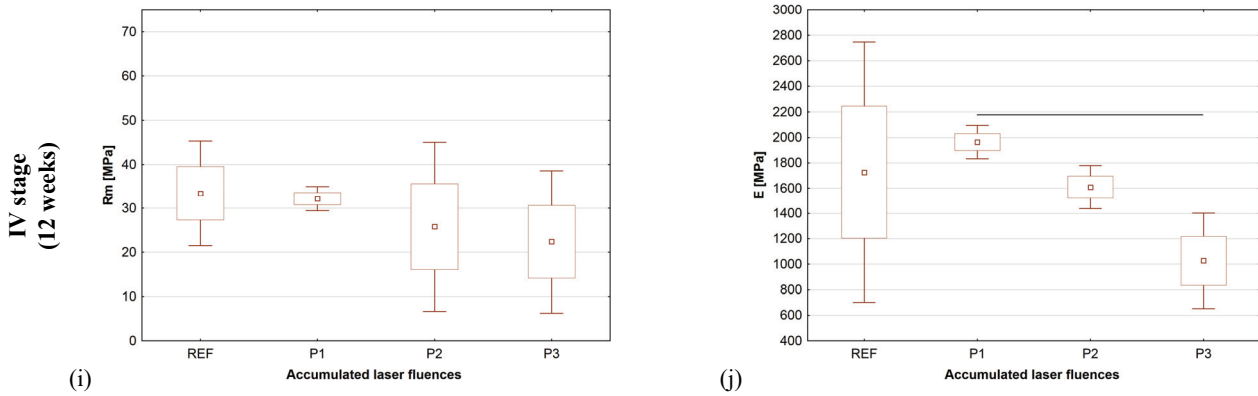 IV stage
(12 weeks)
(i)
Rm [MPa]
70
60
50
40
30
20
10
0
REF P1 P2 P3
Accumulated laser fluences
(j)
E [MPa]
3000
2800
2600
2400
2200
2000
1800
1600
1400
1200
1000
800
600
400
REF P1 P2 P3
Accumulated laser fluences